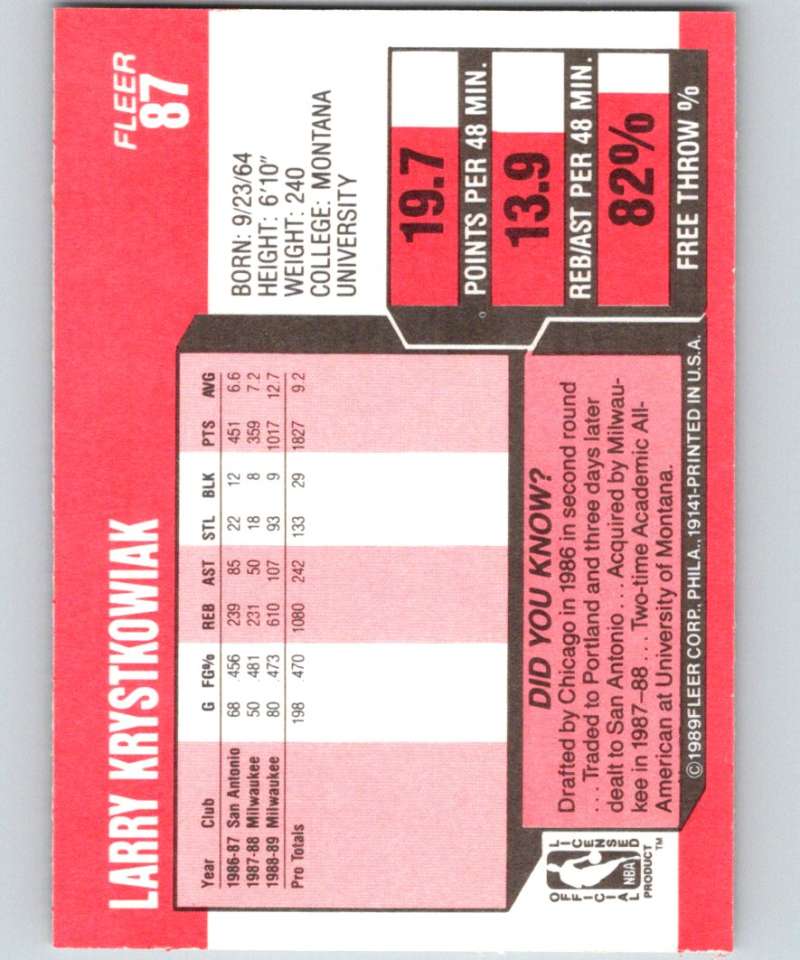 FLEER
87
LARRY KRYSTKOWIAK
BORN: 9/23/64
HEIGHT: 6'10"
WEIGHT: 240
COLLEGE: MONTANA
UNIVERSITY
Year Club G FG% REB AST STL BLK PTS AVG
1986-87 San Antonio 68 .456 239 85 22 12 451 6.6
1987-88 Milwaukee 50 .481 231 50 18 8 359 7.2
1988-89 Milwaukee 80 .473 610 107 93 9 1017 12.7
Pro Totals 198 .470 1080 242 133 29 1827 9.2
19.7
POINTS PER 48 MIN.
13.9
REB/AST PER 48 MIN.
82%
FREE THROW %
DID YOU KNOW?
Drafted by Chicago in 1986 in second round
. . . Traded to Portland and three days later
dealt to San Antonio . . . Acquired by Milwau-
kee in 1987–88 . . . Two-time Academic All-
American at University of Montana.
OFFICIAL LICENSED
NBA
PRODUCT™
©1989 FLEER CORP., PHILA., 19141-PRINTED IN U.S.A.